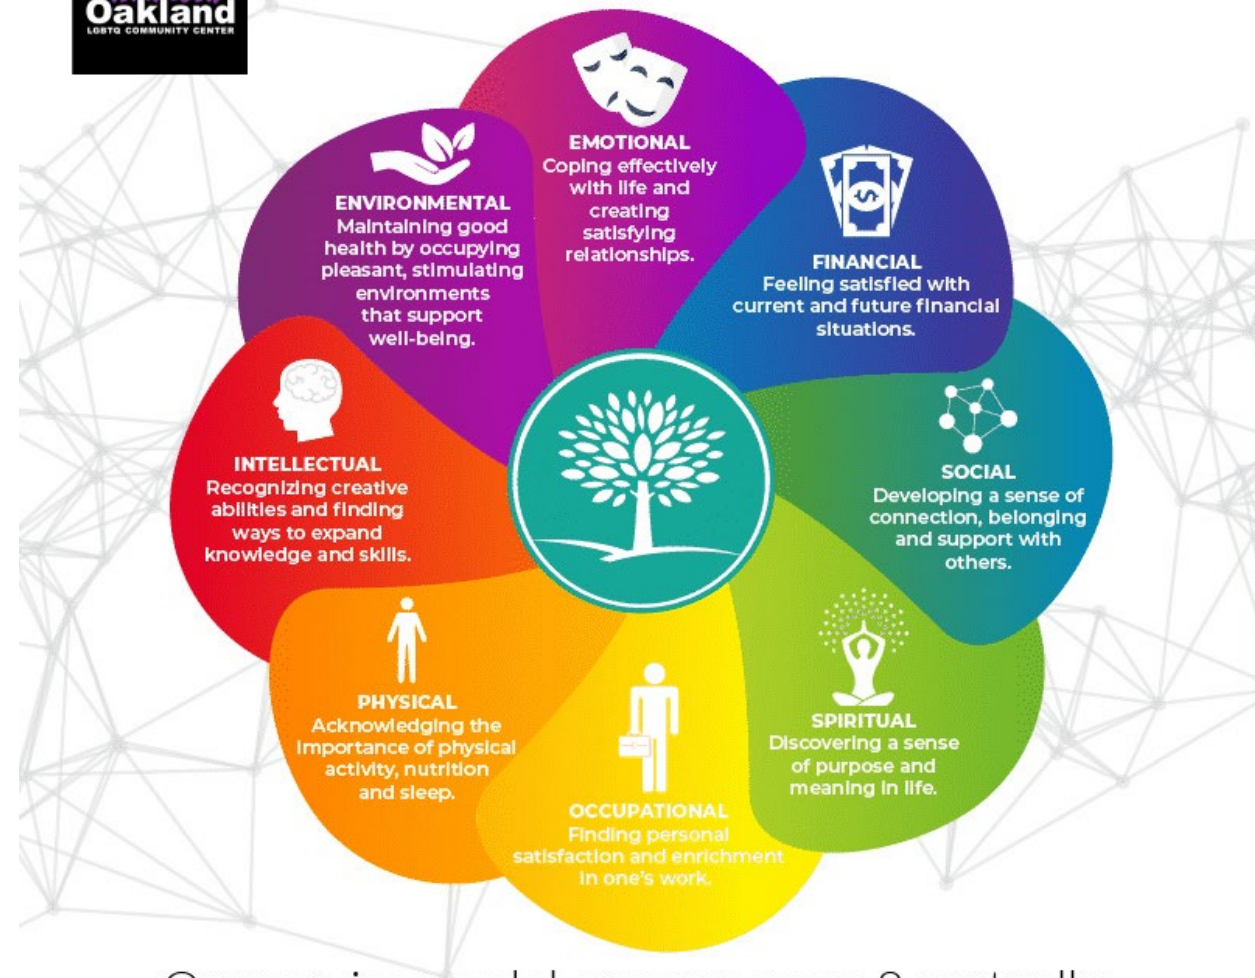 Oakland
LGBTQ COMMUNITY CENTER
EMOTIONAL
Coping effectively
with life and
creating
satisfying
relationships.
FINANCIAL
Feeling satisfied with
current and future financial
situations.
SOCIAL
Developing a sense of
connection, belonging
and support with
others.
SPIRITUAL
Discovering a sense
of purpose and
meaning in life.
OCCUPATIONAL
Finding personal
satisfaction and enrichment
in one's work.
PHYSICAL
Acknowledging the
importance of physical
activity, nutrition
and sleep.
INTELLECTUAL
Recognizing creative
abilities and finding
ways to expand
knowledge and skills.
ENVIRONMENTAL
Maintaining good
health by occupying
pleasant, stimulating
environments
that support
well-being.